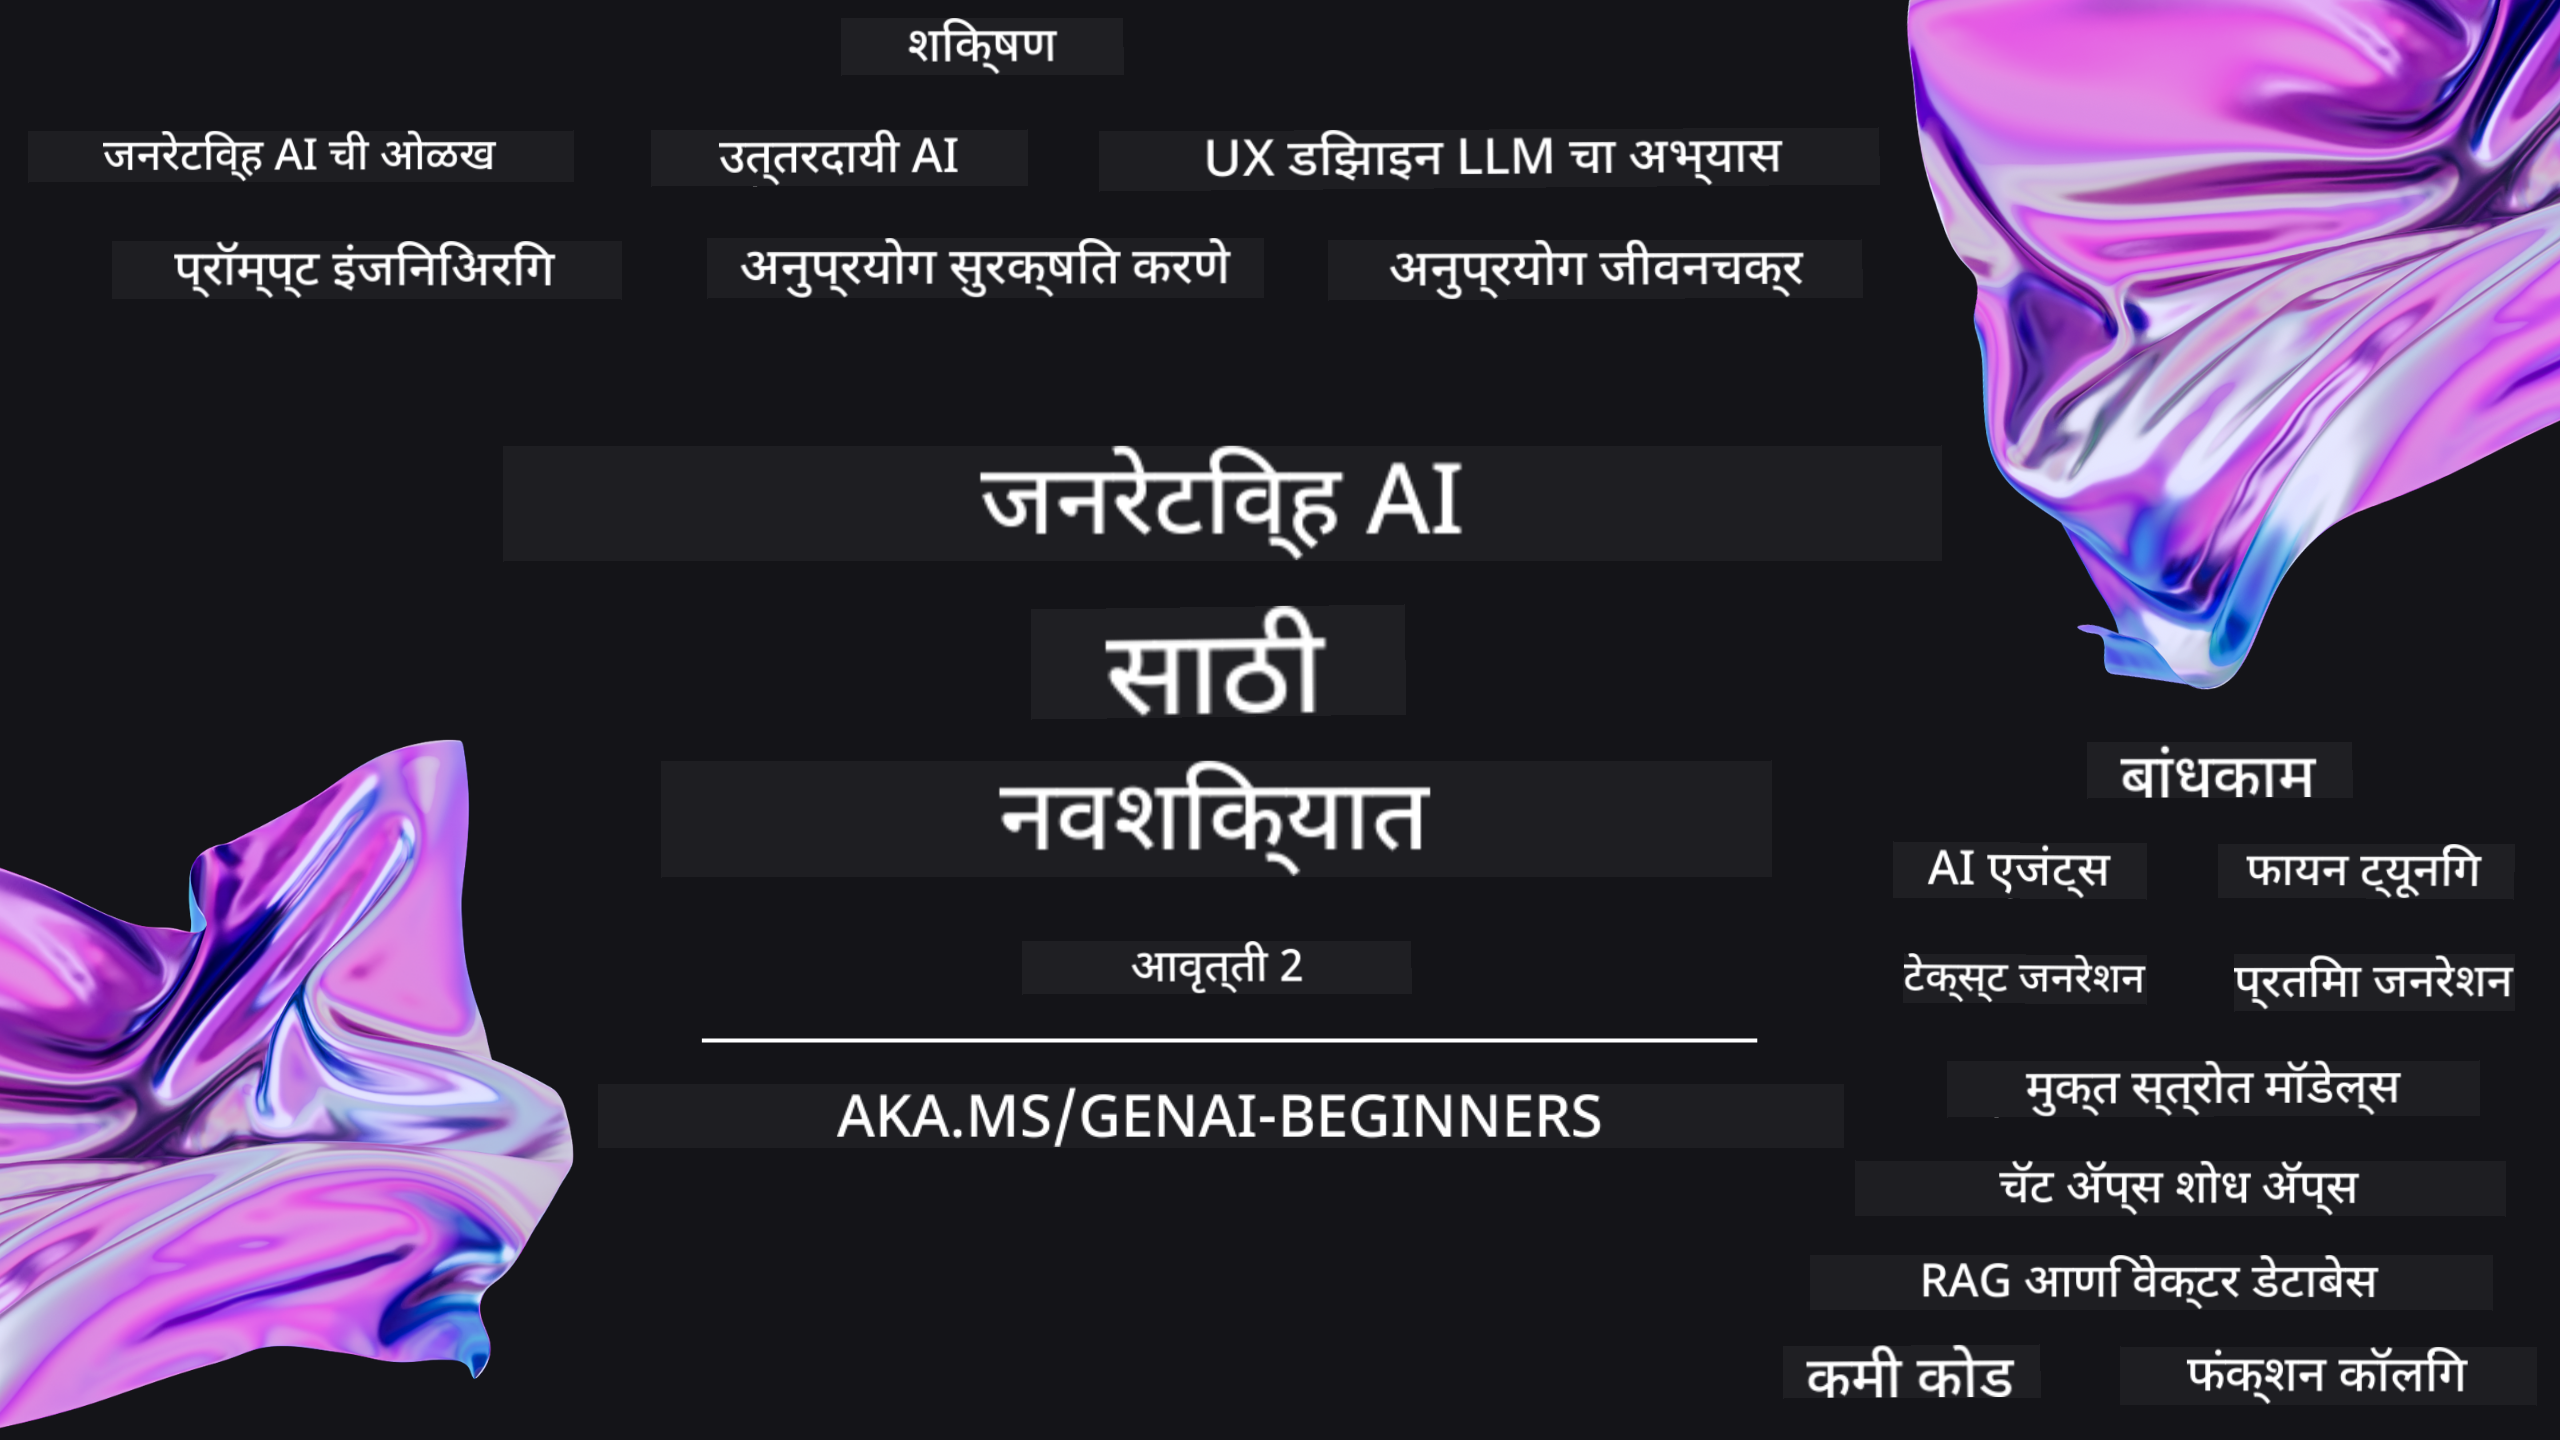 शिक्षण
जनरेटिव्ह AI ची ओळख
उत्तरदायी AI
UX डिझाइन LLM चा अभ्यास
प्रॉम्प्ट इंजिनिअरिंग
अनुप्रयोग सुरक्षित करणे
अनुप्रयोग जीवनचक्र
जनरेटिव्ह AI
साठी
नवशिक्यात
आवृत्ती 2
AKA.MS/GENAI-BEGINNERS
बांधकाम
AI एजंट्स
फायन ट्यूनिंग
टेक्स्ट जनरेशन
प्रतिमा जनरेशन
मुक्त स्त्रोत मॉडेल्स
चॅट ॲप्स शोध ॲप्स
RAG आणि वेक्टर डेटाबेस
कमी कोड
फंक्शन कॉलिंग